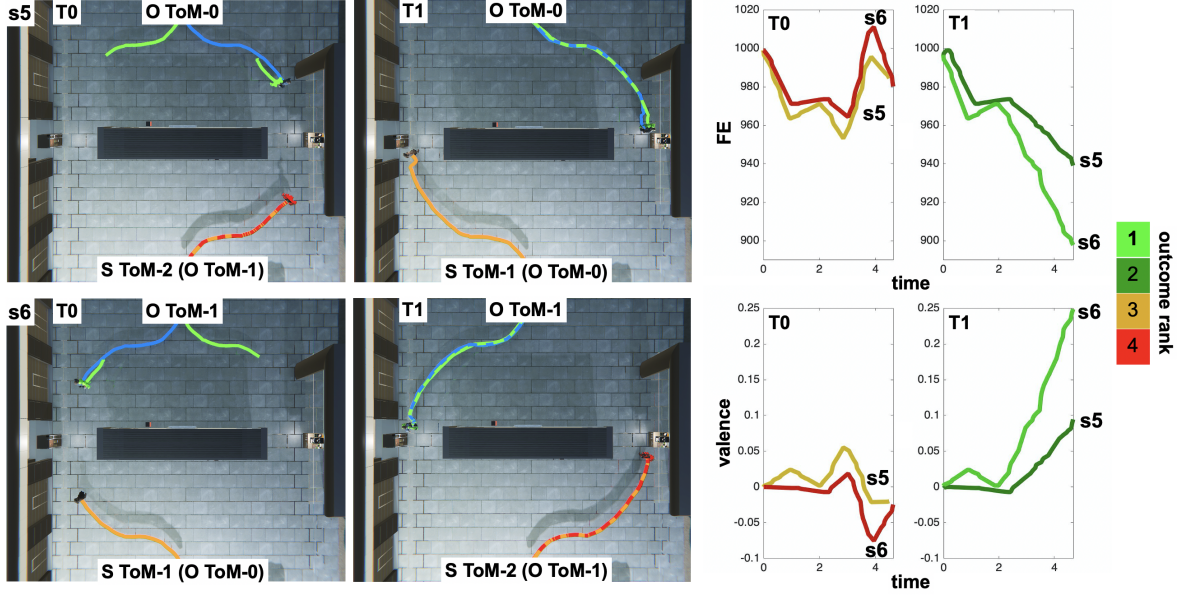 s5
T0
O ToM-0
S ToM-2 (O ToM-1)
T1
O ToM-0
S ToM-1 (O ToM-0)
s6
T0
O ToM-1
S ToM-1 (O ToM-0)
T1
O ToM-1
S ToM-2 (O ToM-1)
FE
1020
1000
980
960
940
920
900
T0
s6
s5
0
2
4
time
1020
1000
980
960
940
920
900
T1
s5
s6
0
2
4
time
valence
0.25
0.2
0.15
0.1
0.05
0
-0.05
-0.1
T0
s5
s6
0
2
4
0.25
0.2
0.15
0.1
0.05
0
-0.05
-0.1
T1
s6
s5
0
2
4
time
1
2
3
4
outcome rank